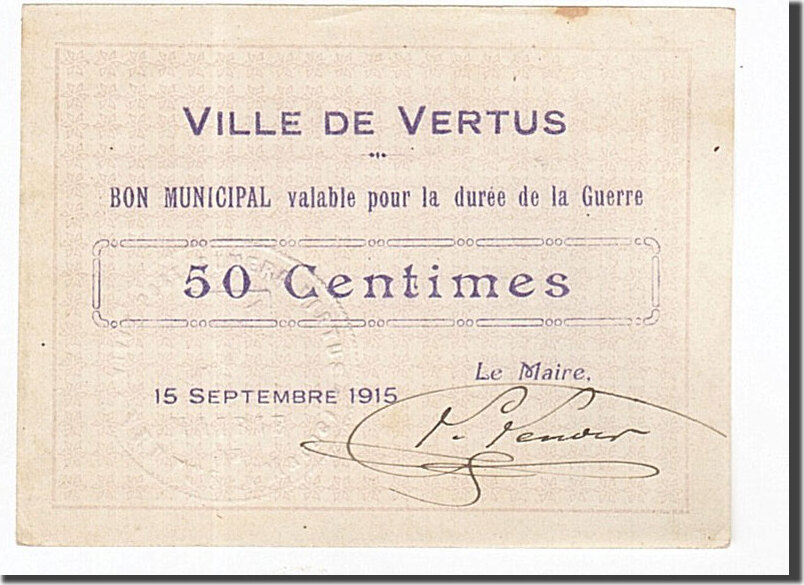 VILLE DE VERTUS
BON MUNICIPAL valable pour la durée de la Guerre
50 Centimes
Le Maire,
15 SEPTEMBRE 1915